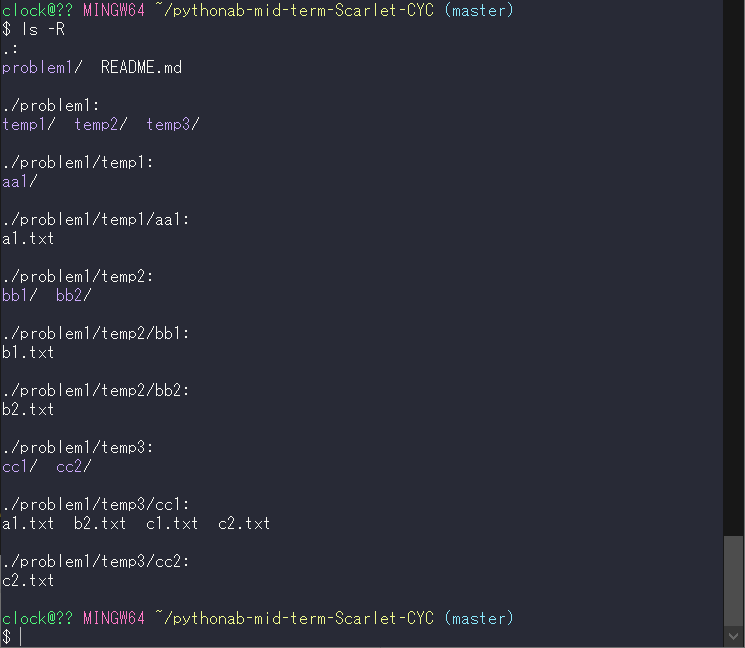 clock@?? MINGW64 ~/pythonab-mid-term-Scarlet-CYC (master)
$ ls -R
.:
problem1/  README.md

./problem1:
temp1/  temp2/  temp3/

./problem1/temp1:
aa1/

./problem1/temp1/aa1:
a1.txt

./problem1/temp2:
bb1/  bb2/

./problem1/temp2/bb1:
b1.txt

./problem1/temp2/bb2:
b2.txt

./problem1/temp3:
cc1/  cc2/

./problem1/temp3/cc1:
a1.txt  b2.txt  c1.txt  c2.txt

./problem1/temp3/cc2:
c2.txt

clock@?? MINGW64 ~/pythonab-mid-term-Scarlet-CYC (master)
$